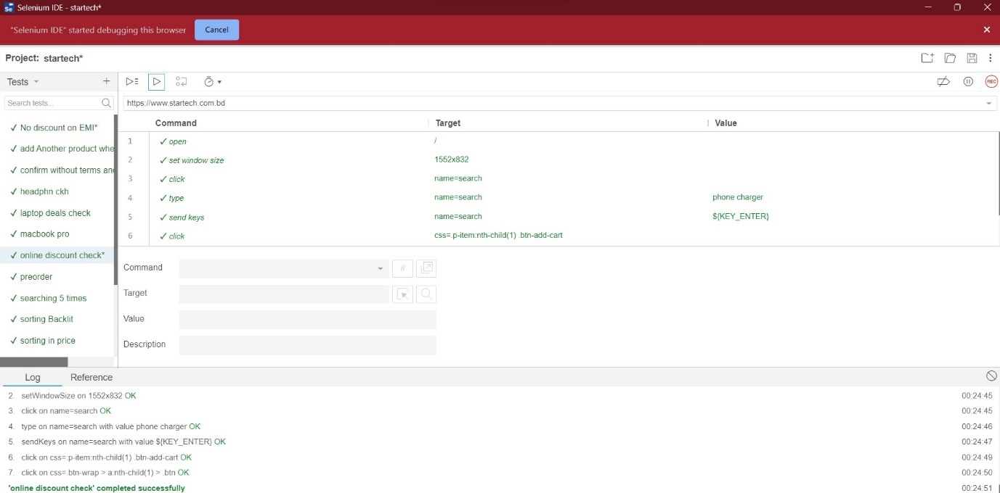 Selenium IDE - startech*
"Selenium IDE" started debugging this browser Cancel
Project: startech*
Tests
Search tests...
✓ No discount on EMI*
✓ add Another product whe
✓ confirm without terms an
✓ headphn ckh
✓ laptop deals check
✓ macbook pro
✓ online discount check*
✓ preorder
✓ searching 5 times
✓ sorting Backlit
✓ sorting in price
REC
https://www.startech.com.bd
Command Target Value
1 ✓ open /
2 ✓ set window size 1552x832
3 ✓ click name=search
4 ✓ type name=search phone charger
5 ✓ send keys name=search ${KEY_ENTER}
6 ✓ click css=.p-item:nth-child(1) .btn-add-cart
Command //
Target
Value
Description
Log Reference
2. setWindowSize on 1552x832 OK 00:24:45
3. click on name=search OK 00:24:45
4. type on name=search with value phone charger OK 00:24:46
5. sendKeys on name=search with value ${KEY_ENTER} OK 00:24:47
6. click on css=.p-item:nth-child(1) .btn-add-cart OK 00:24:49
7. click on css=.btn-wrap > a:nth-child(1) > .btn OK 00:24:50
'online discount check' completed successfully 00:24:51